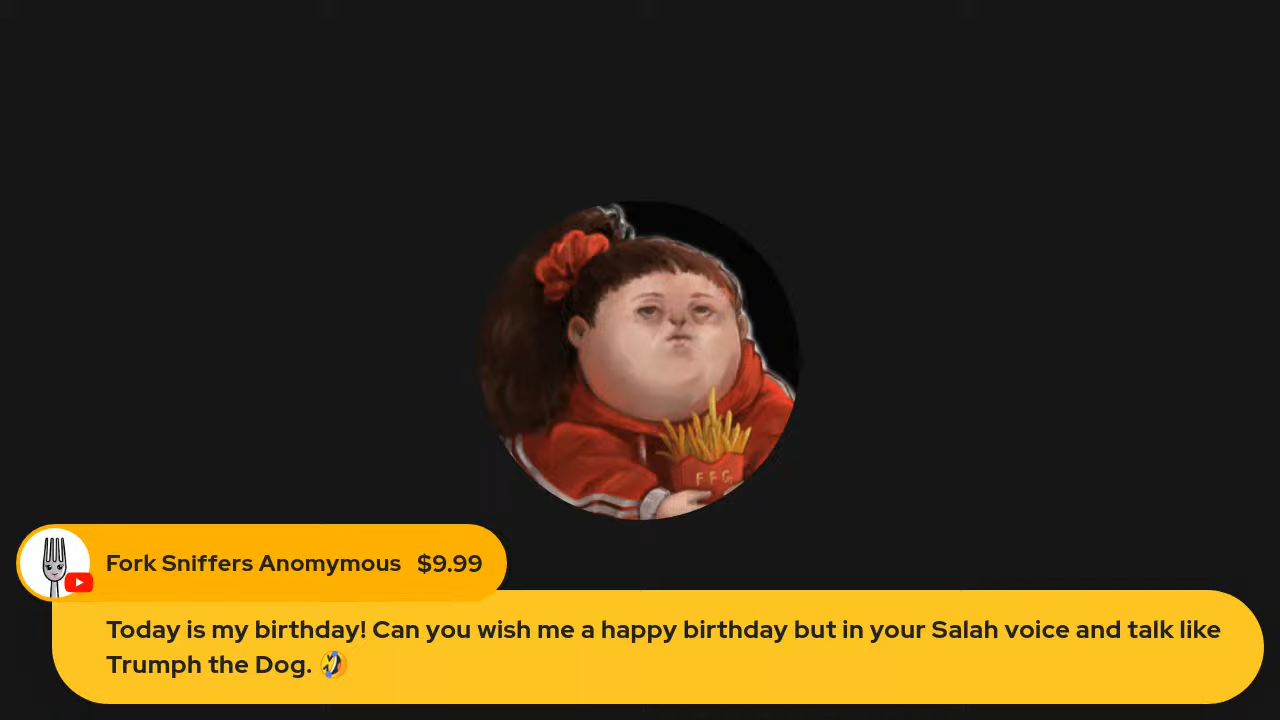 FFG
Fork Sniffers Anomymous $9.99
Today is my birthday! Can you wish me a happy birthday but in your Salah voice and talk like
Trumph the Dog. 🤣